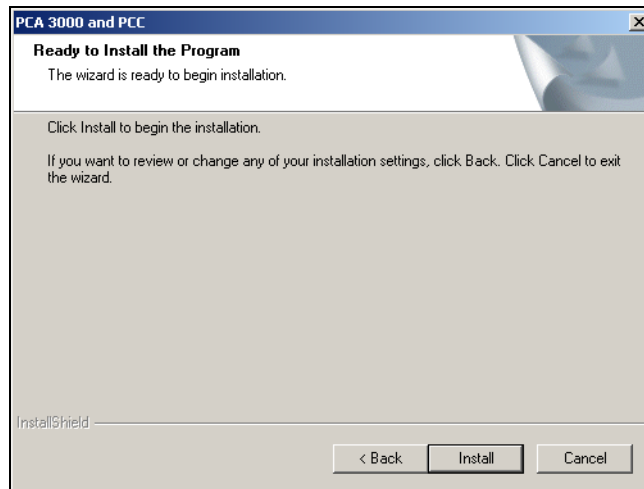 PCA 3000 and PCC
Ready to Install the Program
The wizard is ready to begin installation.
Click Install to begin the installation.
If you want to review or change any of your installation settings, click Back. Click Cancel to exit
the wizard.
InstallShield
< Back Install Cancel